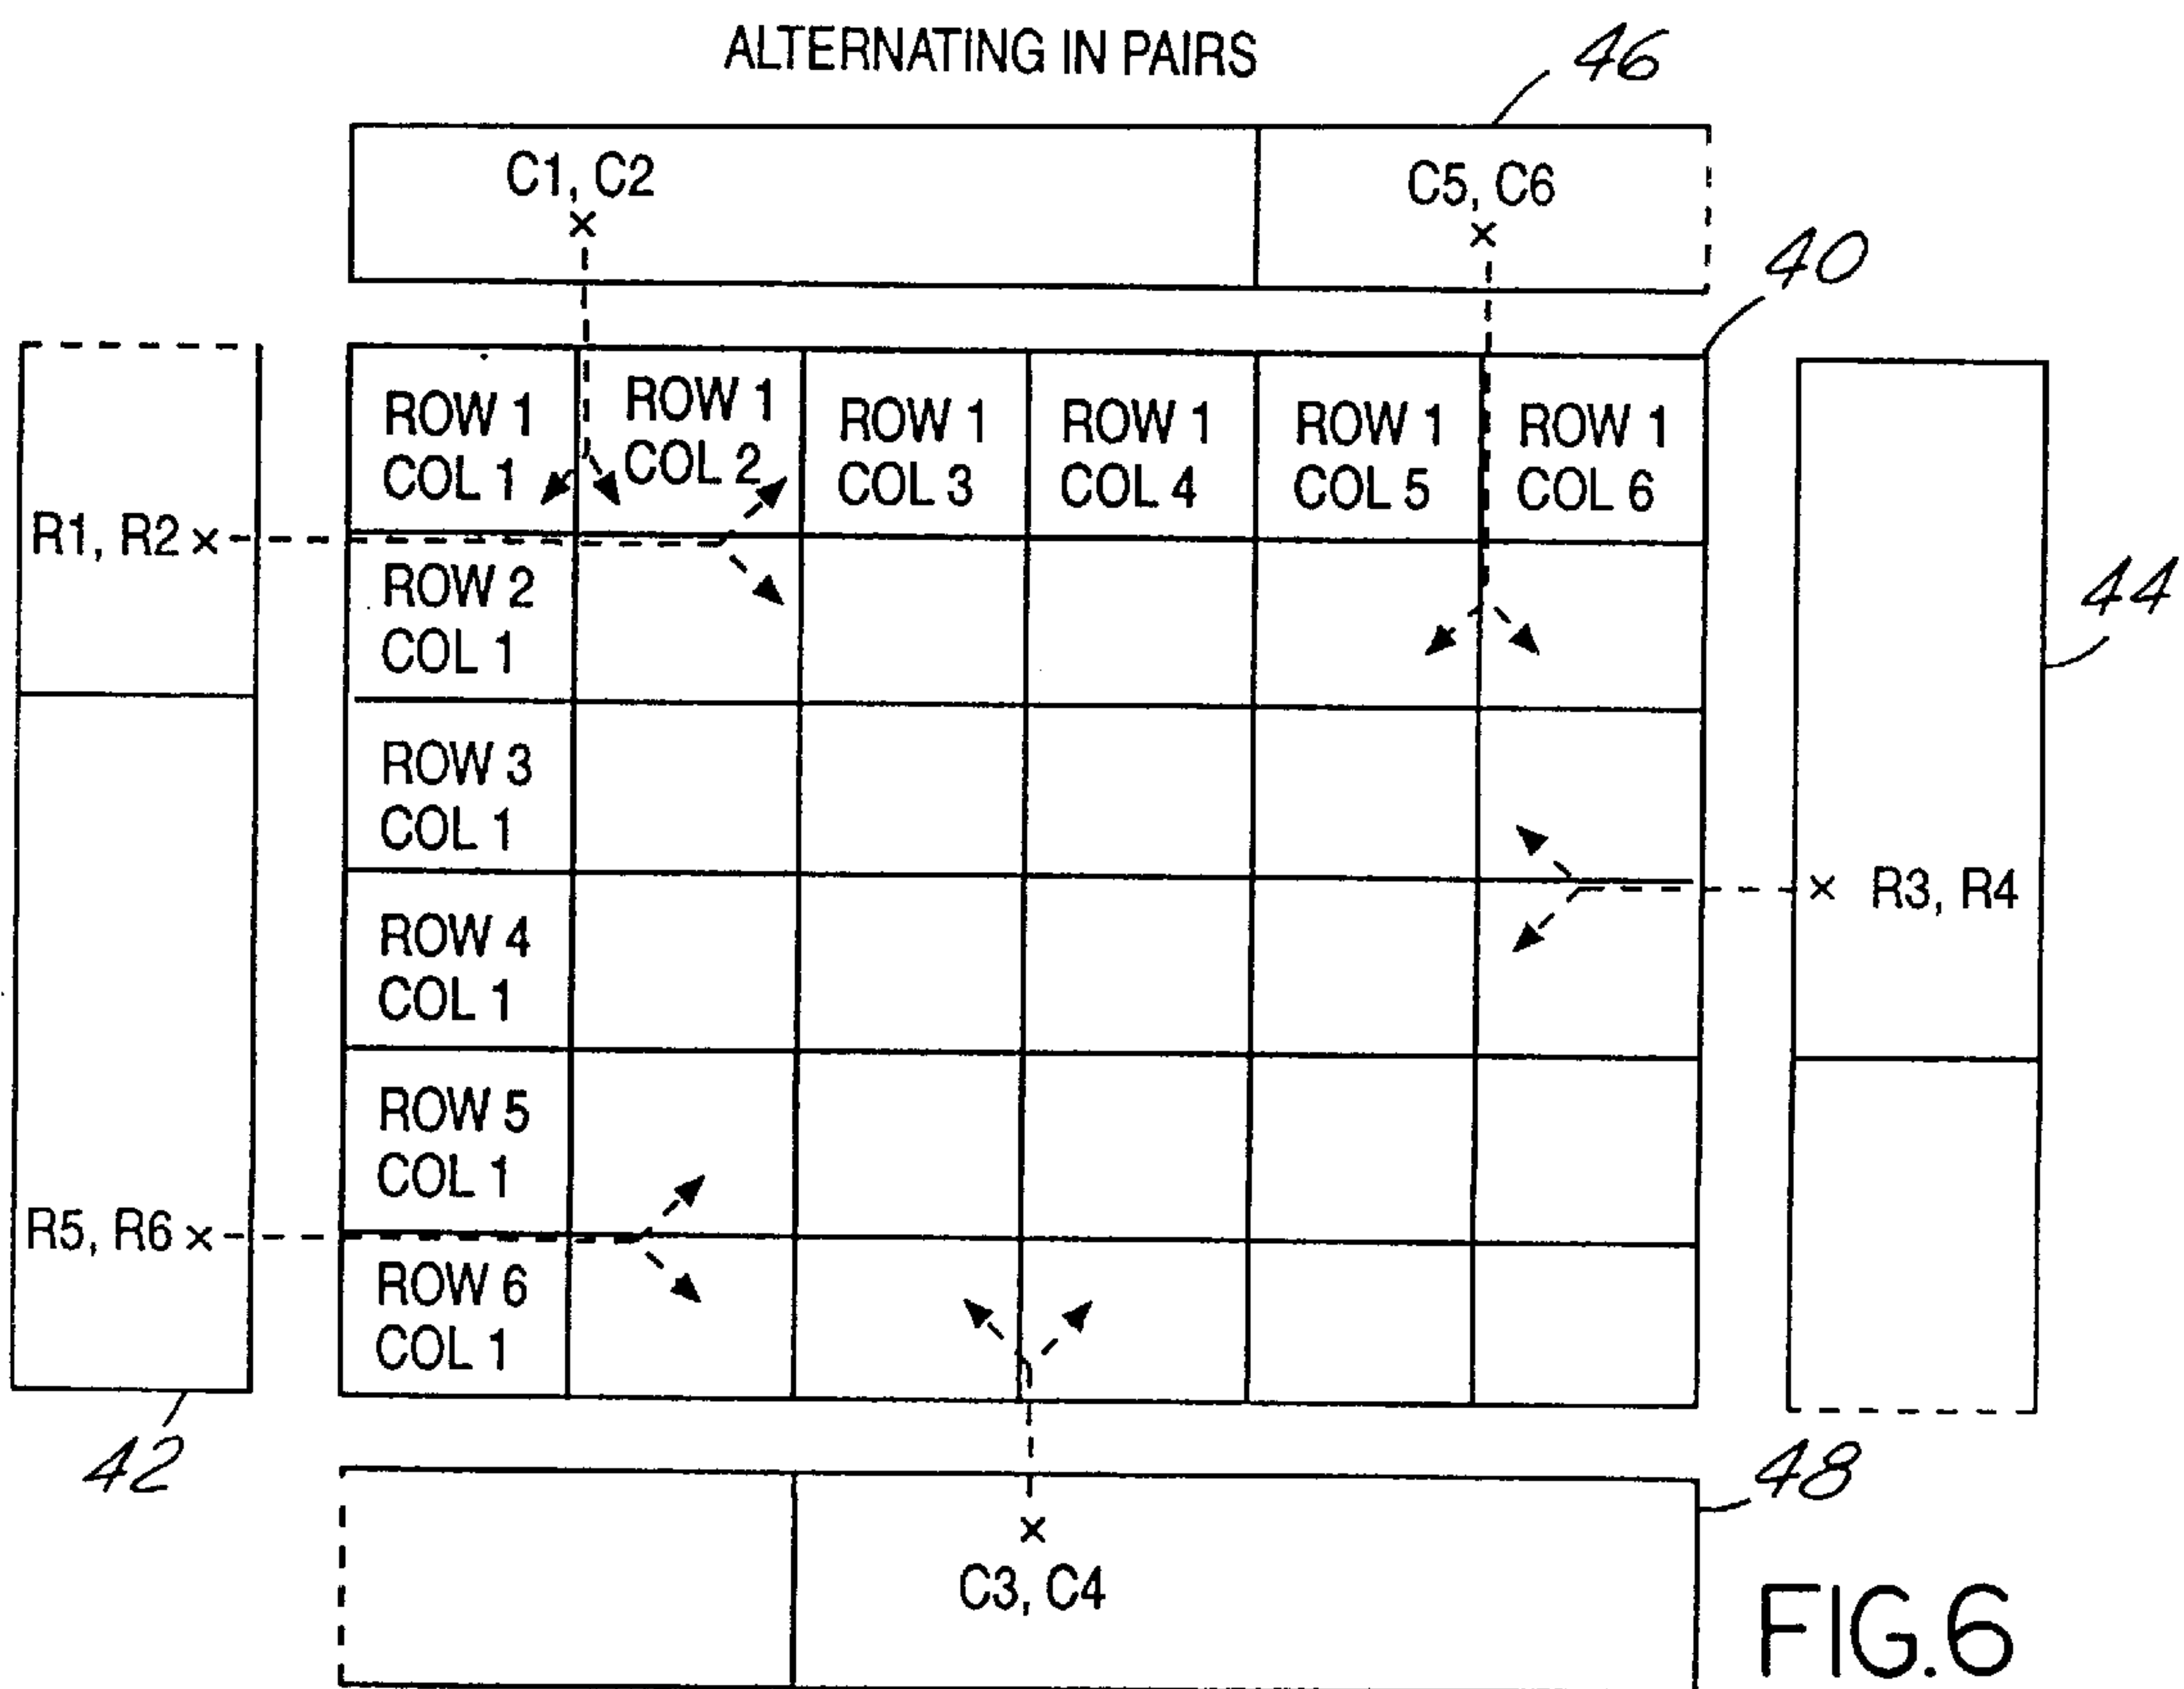 ALTERNATING IN PAIRS
46
C1, C2
C5, C6
40
ROW 1
COL 1
ROW 1
COL 2
ROW 1
COL 3
ROW 1
COL 4
ROW 1
COL 5
ROW 1
COL 6
R1, R2 ×
44
ROW 2
COL 1
ROW 3
COL 1
× R3, R4
ROW 4
COL 1
ROW 5
COL 1
R5, R6 ×
ROW 6
COL 1
42
48
×
C3, C4
FIG.6